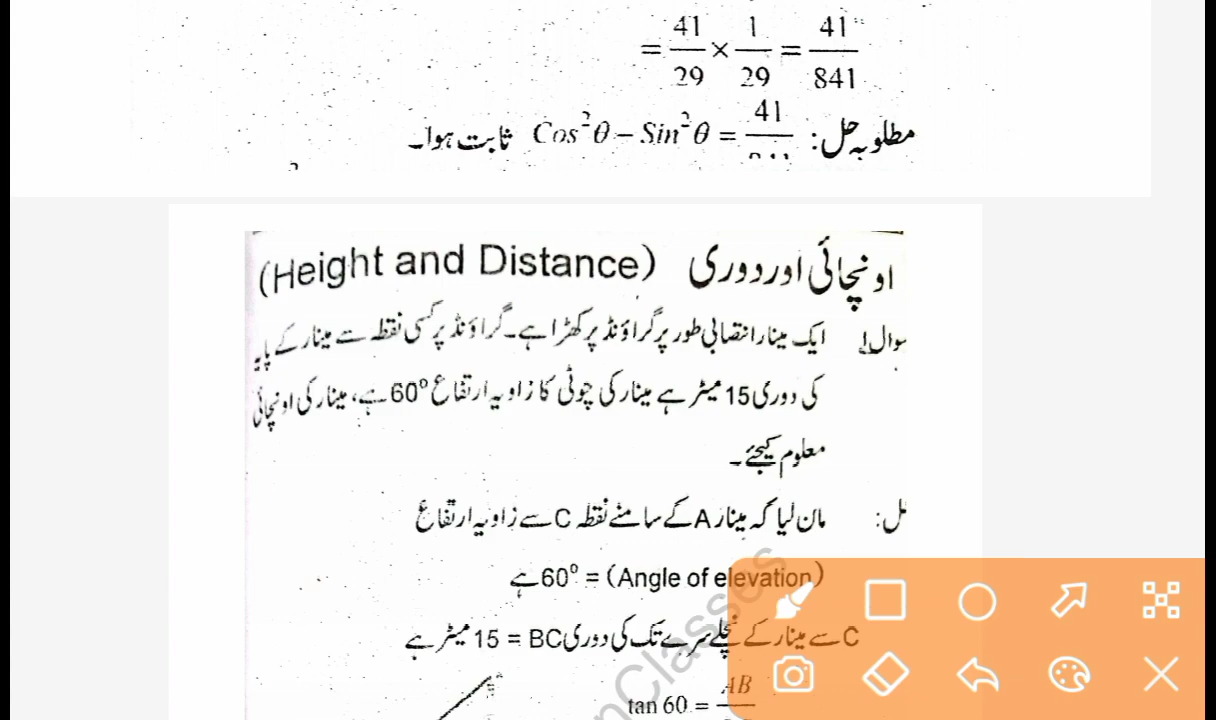 = 41/29 × 1/29 = 41/841
مطلوبہ حل: Cos²θ – Sin²θ = 41/841 ثابت ہوا۔
اونچائی اور دوری (Height and Distance)
سوال1 ایک مینار انتصابی طور پر گراؤنڈ پر کھڑا ہے۔ گراؤنڈ پر کسی نقطہ سے مینار کے پایہ
کی دوری 15 میٹر ہے مینار کی چوٹی کا زاویہ ارتفاع 60° ہے، مینار کی اونچائی
معلوم کیجئے۔
حل: مان لیا کہ مینار A کے سامنے نقطہ C سے زاویہ ارتفاع
(Angle of elevation) = 60° ہے
C سے مینار کے نچلے سرے تک کی دوری BC = 15 میٹر ہے
tan 60 = AB
Classes